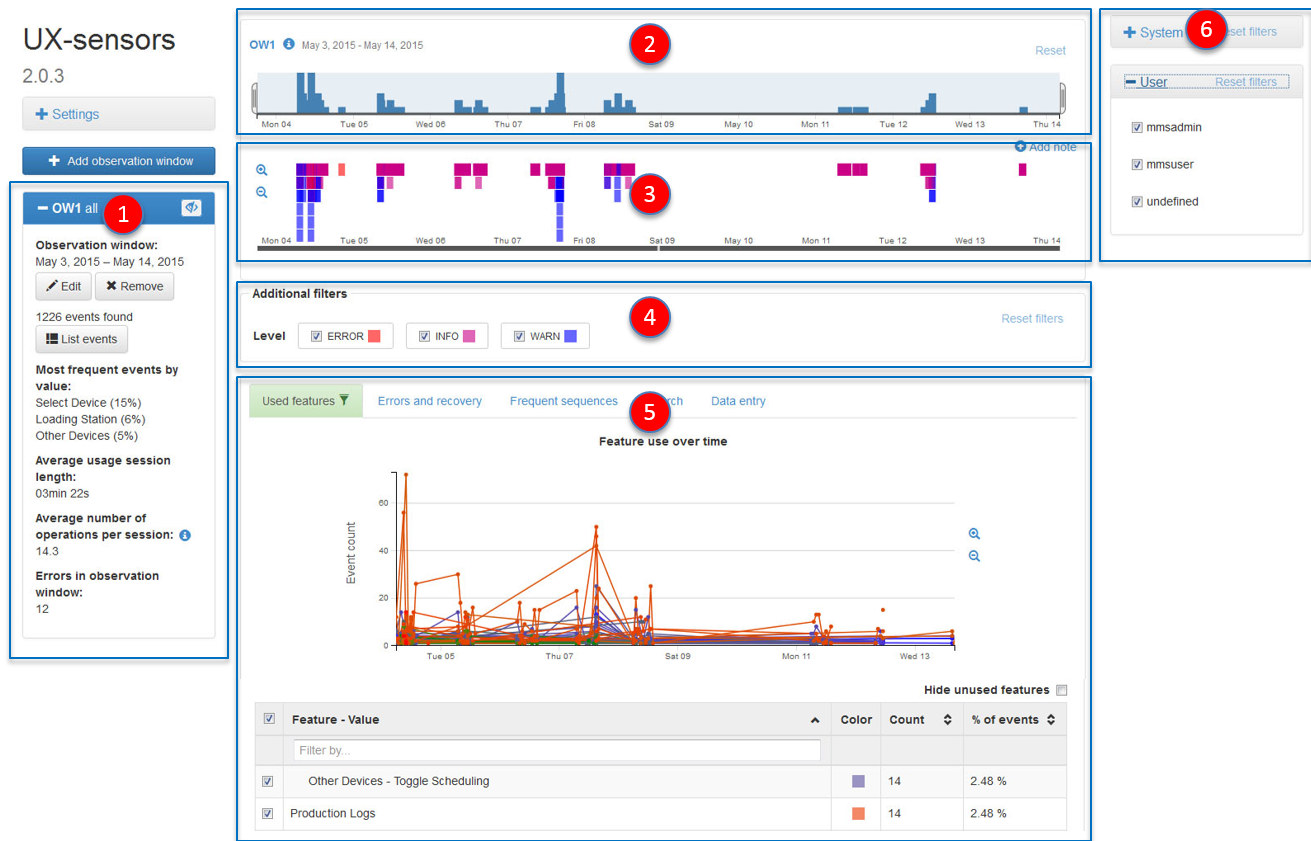 UX-sensors
2.0.3
Settings
Add observation window
OW1 all
1
Observation window:
May 3, 2015 – May 14, 2015
Edit
Remove
1226 events found
List events
Most frequent events by
value:
Select Device (15%)
Loading Station (6%)
Other Devices (5%)
Average usage session
length:
03min 22s
Average number of
operations per session:
14.3
Errors in observation
window:
12
OW1 May 3, 2015 - May 14, 2015
2
Reset
Mon 04 Tue 05 Wed 06 Thu 07 Fri 08 Sat 09 May 10 Mon 11 Tue 12 Wed 13 Thu 14
Add note
3
Mon 04 Tue 05 Wed 06 Thu 07 Fri 08 Sat 09 May 10 Mon 11 Tue 12 Wed 13 Thu 14
Additional filters
4
Reset filters
Level ERROR INFO WARN
Used features Errors and recovery Frequent sequences Data entry
5
Feature use over time
Event count
60
40
20
0
Tue 05 Thu 07 Sat 09 Mon 11 Wed 13
Hide unused features
Feature - Value Color Count % of events
Filter by...
Other Devices - Toggle Scheduling 14 2.48 %
Production Logs 14 2.48 %
System 6 filters
User Reset filters
mmsadmin
mmsuser
undefined